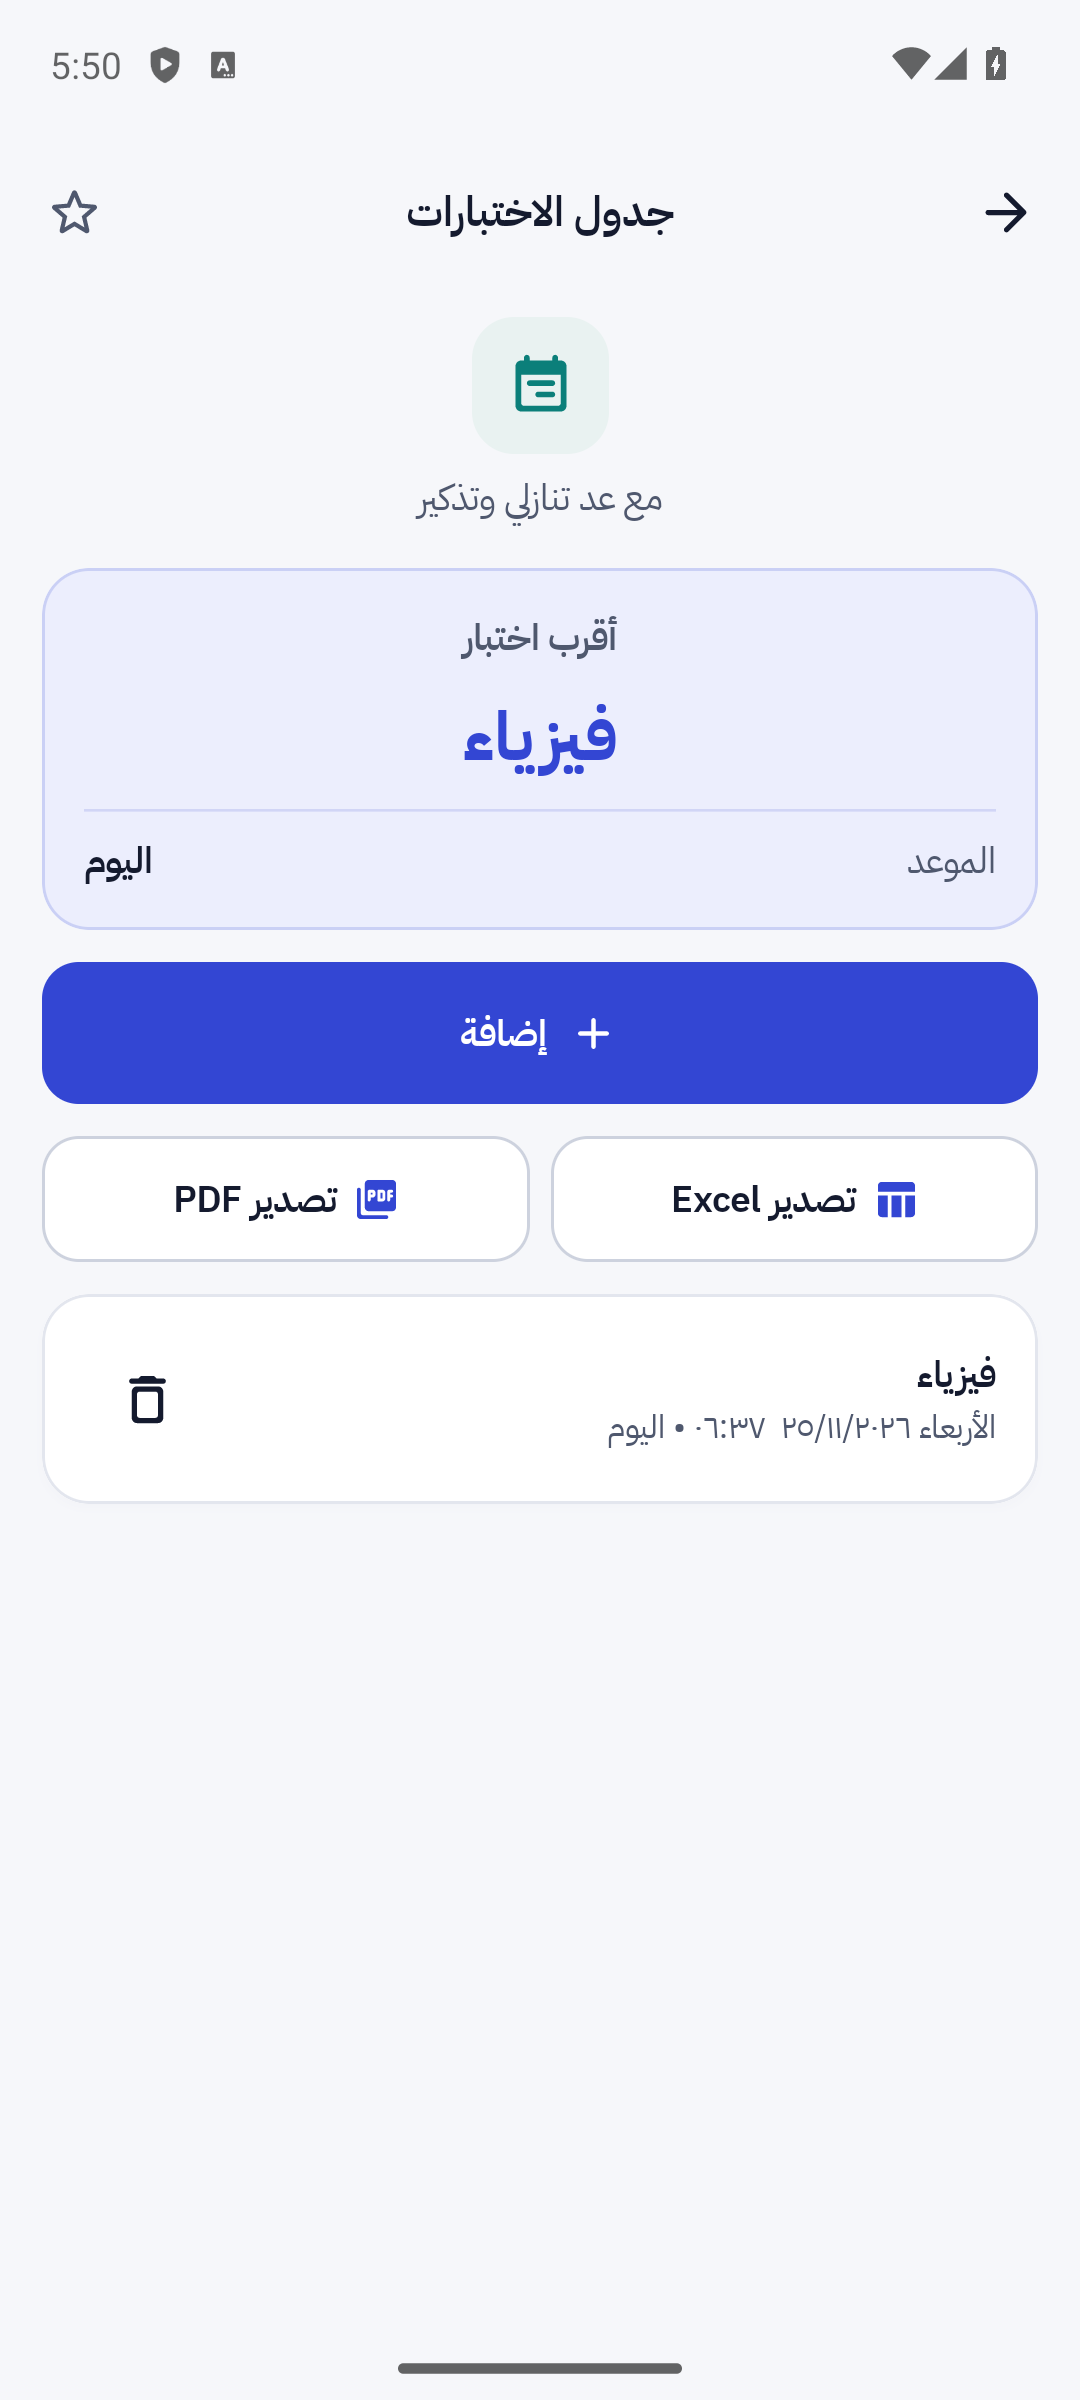 5:50
جدول الاختبارات
مع عد تنازلي وتذكير
أقرب اختبار
فيزياء
الموعد
اليوم
إضافة
تصدير Excel
تصدير PDF
فيزياء
الأربعاء ٢٥/١١/٢٠٢٦ ٠٦:٣٧ • اليوم